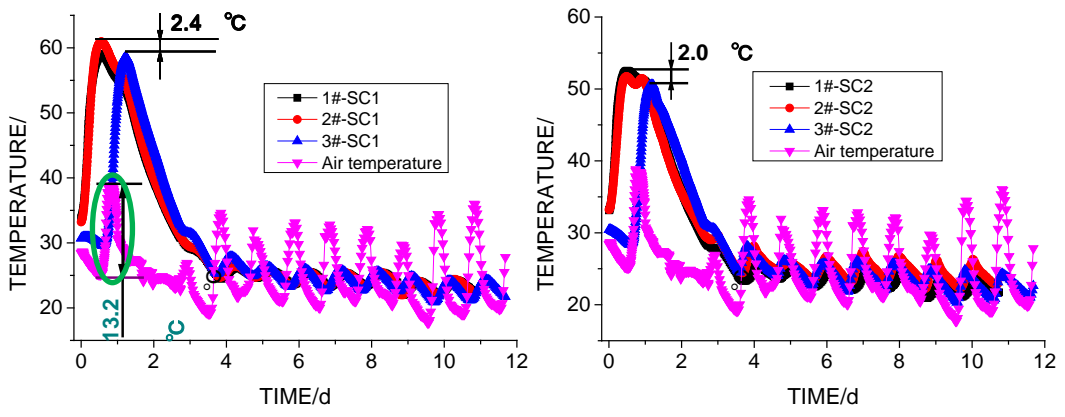 2.4 ℃
60
50
40
30
20
TEMPERATURE/
1#-SC1
2#-SC1
3#-SC1
Air temperature
13.2 ℃
0 2 4 6 8 10 12
TIME/d
2.0 ℃
60
50
40
30
20
TEMPERATURE/
1#-SC2
2#-SC2
3#-SC2
Air temperature
0 2 4 6 8 10 12
TIME/d